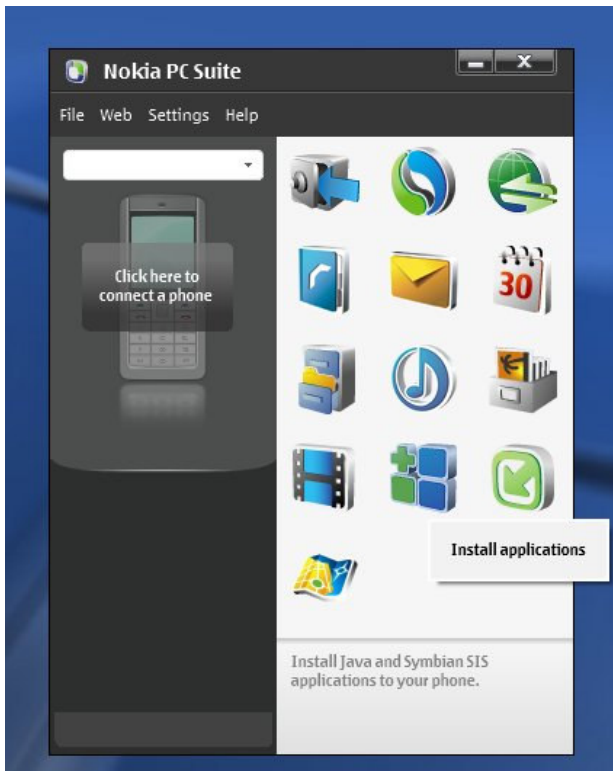 Nokia PC Suite
File Web Settings Help
Click here to
connect a phone
30
Install applications
Install Java and Symbian SIS
applications to your phone.